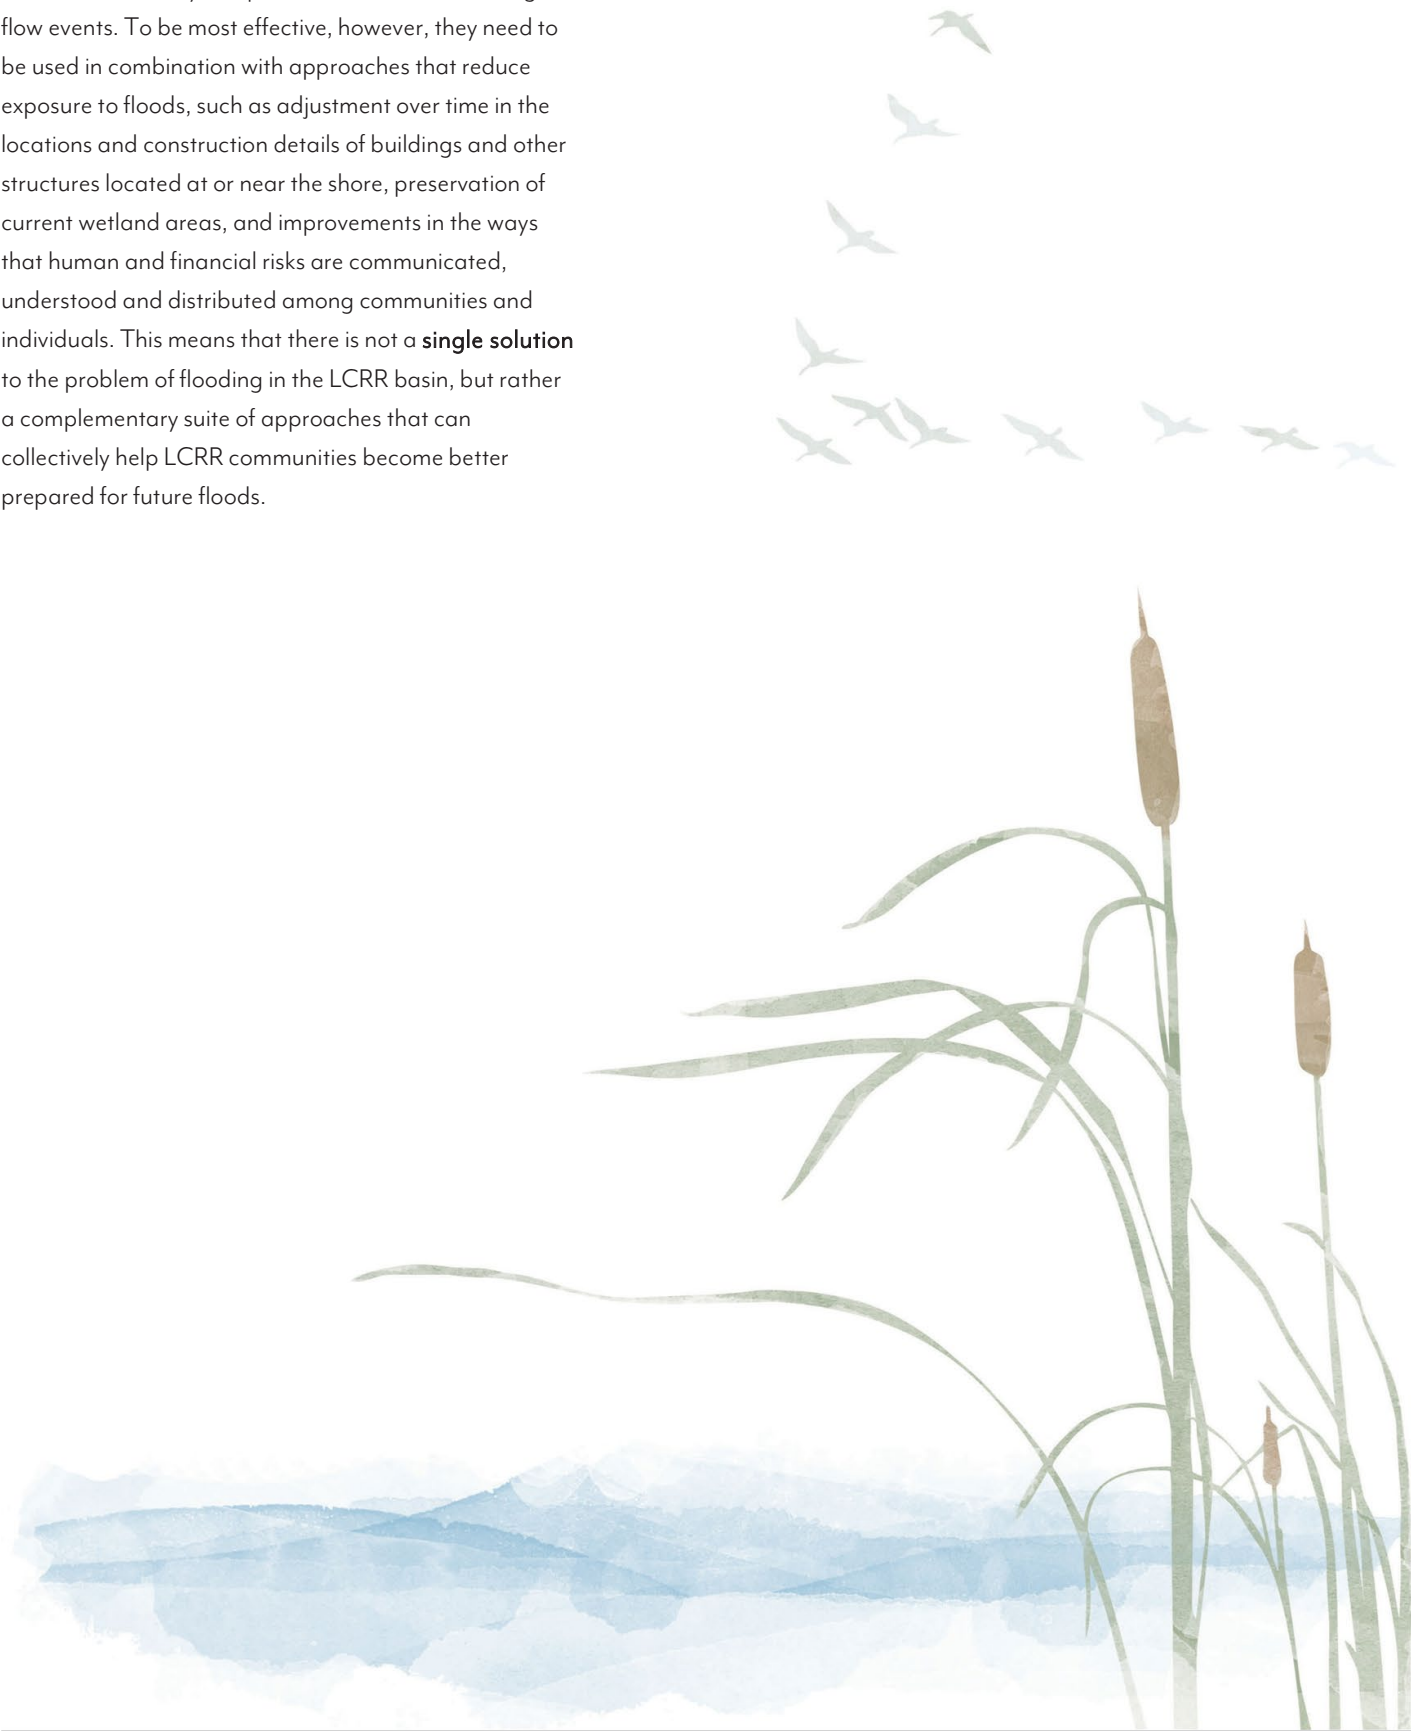 flow events. To be most effective, however, they need to
be used in combination with approaches that reduce
exposure to floods, such as adjustment over time in the
locations and construction details of buildings and other
structures located at or near the shore, preservation of
current wetland areas, and improvements in the ways
that human and financial risks are communicated,
understood and distributed among communities and
individuals. This means that there is not a single solution
to the problem of flooding in the LCRR basin, but rather
a complementary suite of approaches that can
collectively help LCRR communities become better
prepared for future floods.